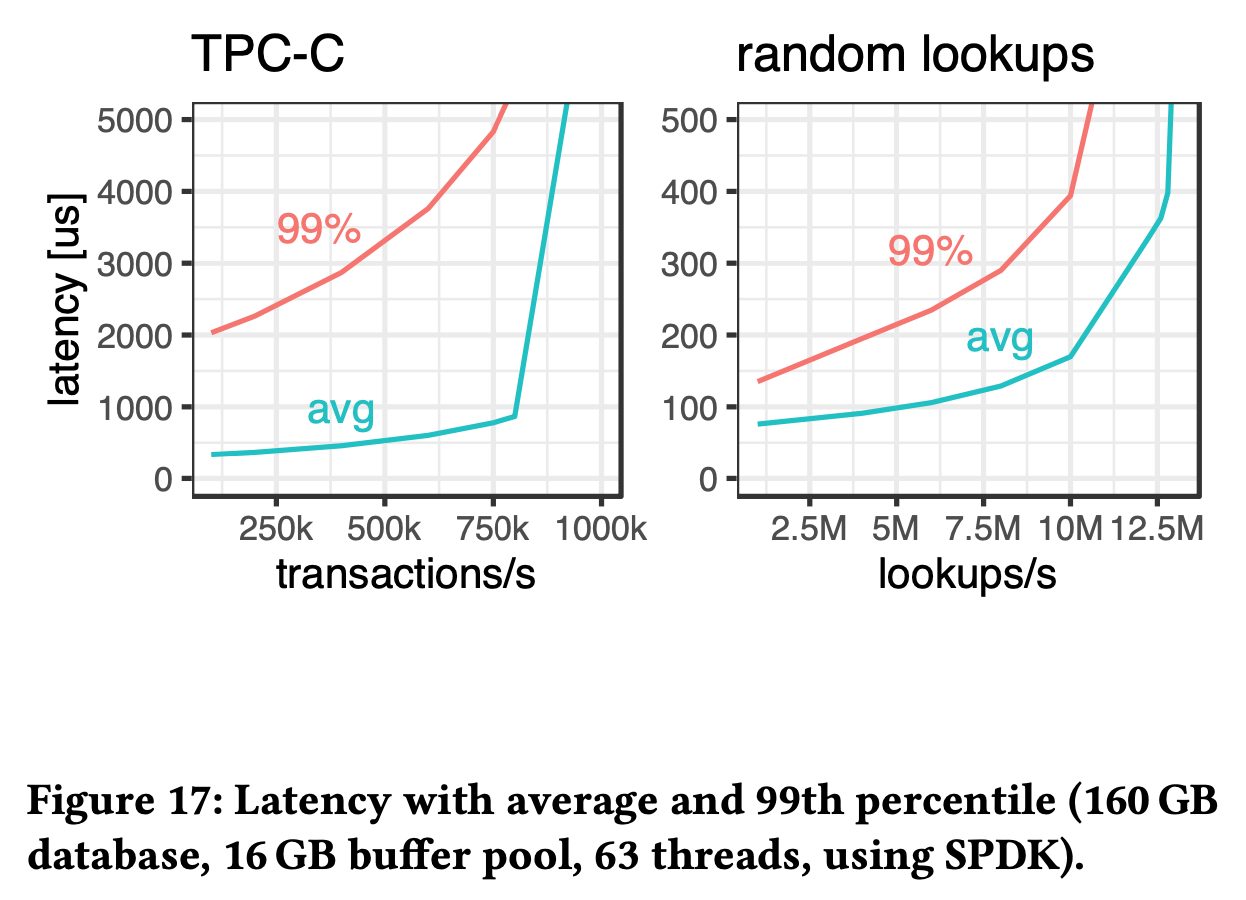 TPC-C
random lookups
latency [us]
5000
4000
3000
2000
1000
0
99%
avg
250k 500k 750k 1000k
transactions/s
500
400
300
200
100
0
99%
avg
2.5M 5M 7.5M 10M 12.5M
lookups/s
Figure 17: Latency with average and 99th percentile (160 GB
database, 16 GB buffer pool, 63 threads, using SPDK).